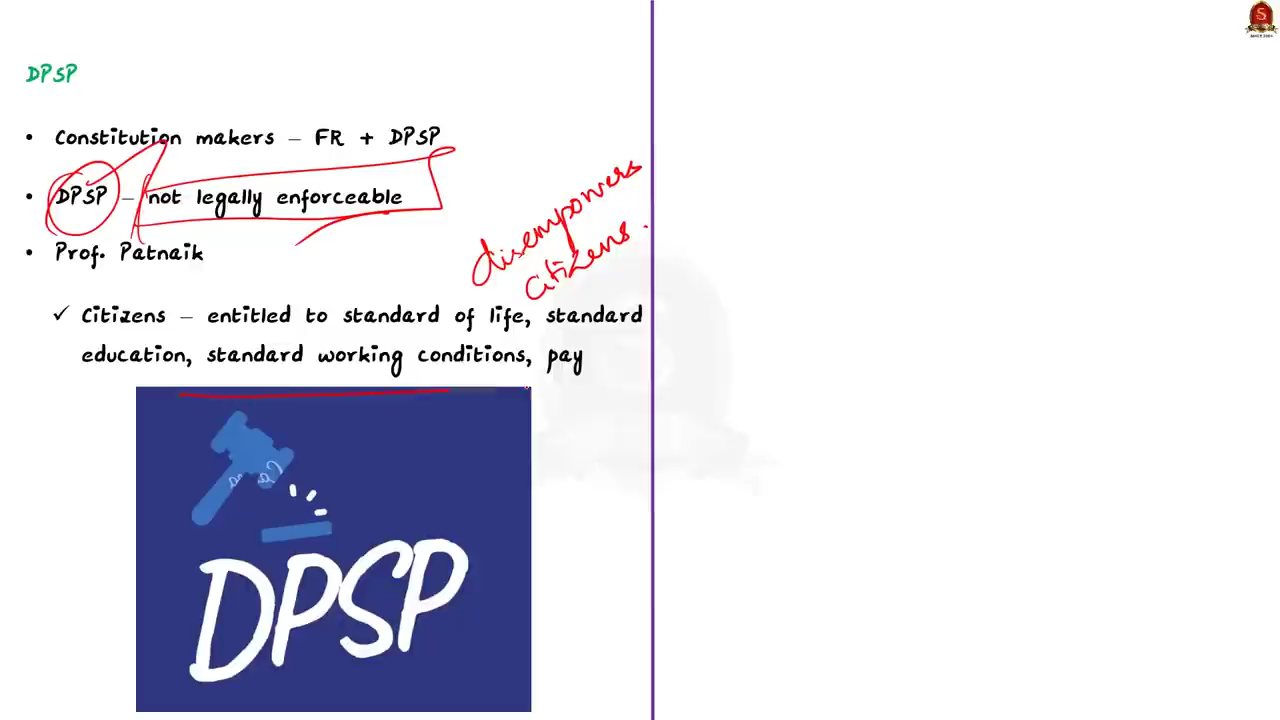 DPSP
• Constitution makers – FR + DPSP
• DPSP – not legally enforceable
• Prof. Patnaik
disempowers
citizens.
✓ Citizens – entitled to standard of life, standard
education, standard working conditions, pay
DPSP